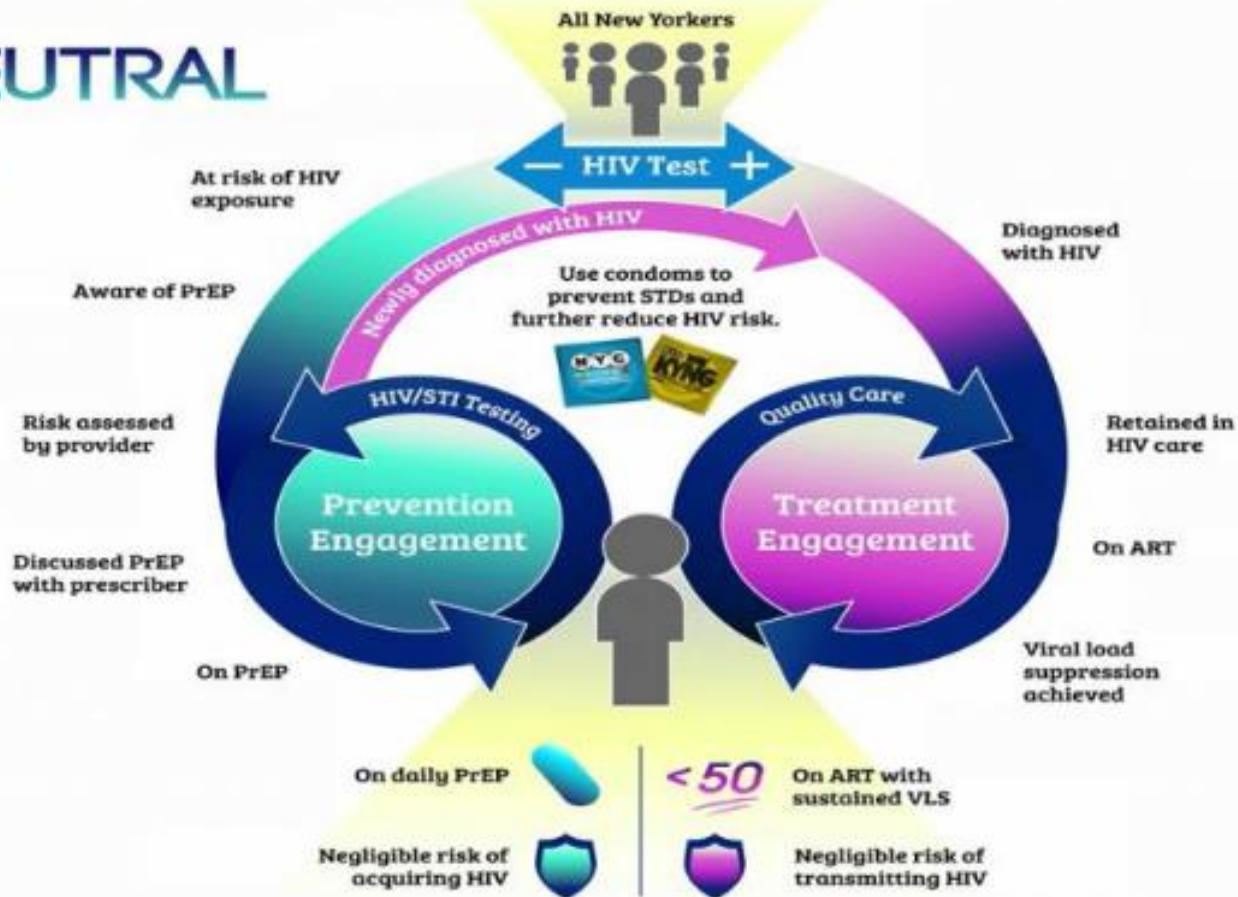 EUTRAL
All New Yorkers
– HIV Test +
At risk of HIV
exposure
Newly diagnosed with HIV
Diagnosed
with HIV
Aware of PrEP
Use condoms to
prevent STDs and
further reduce HIV risk.
NYC
KYNG
HIV/STI Testing
Quality Care
Risk assessed
by provider
Retained in
HIV care
Prevention
Engagement
Treatment
Engagement
Discussed PrEP
with prescriber
On ART
On PrEP
Viral load
suppression
achieved
On daily PrEP
<50
On ART with
sustained VLS
Negligible risk of
acquiring HIV
Negligible risk of
transmitting HIV